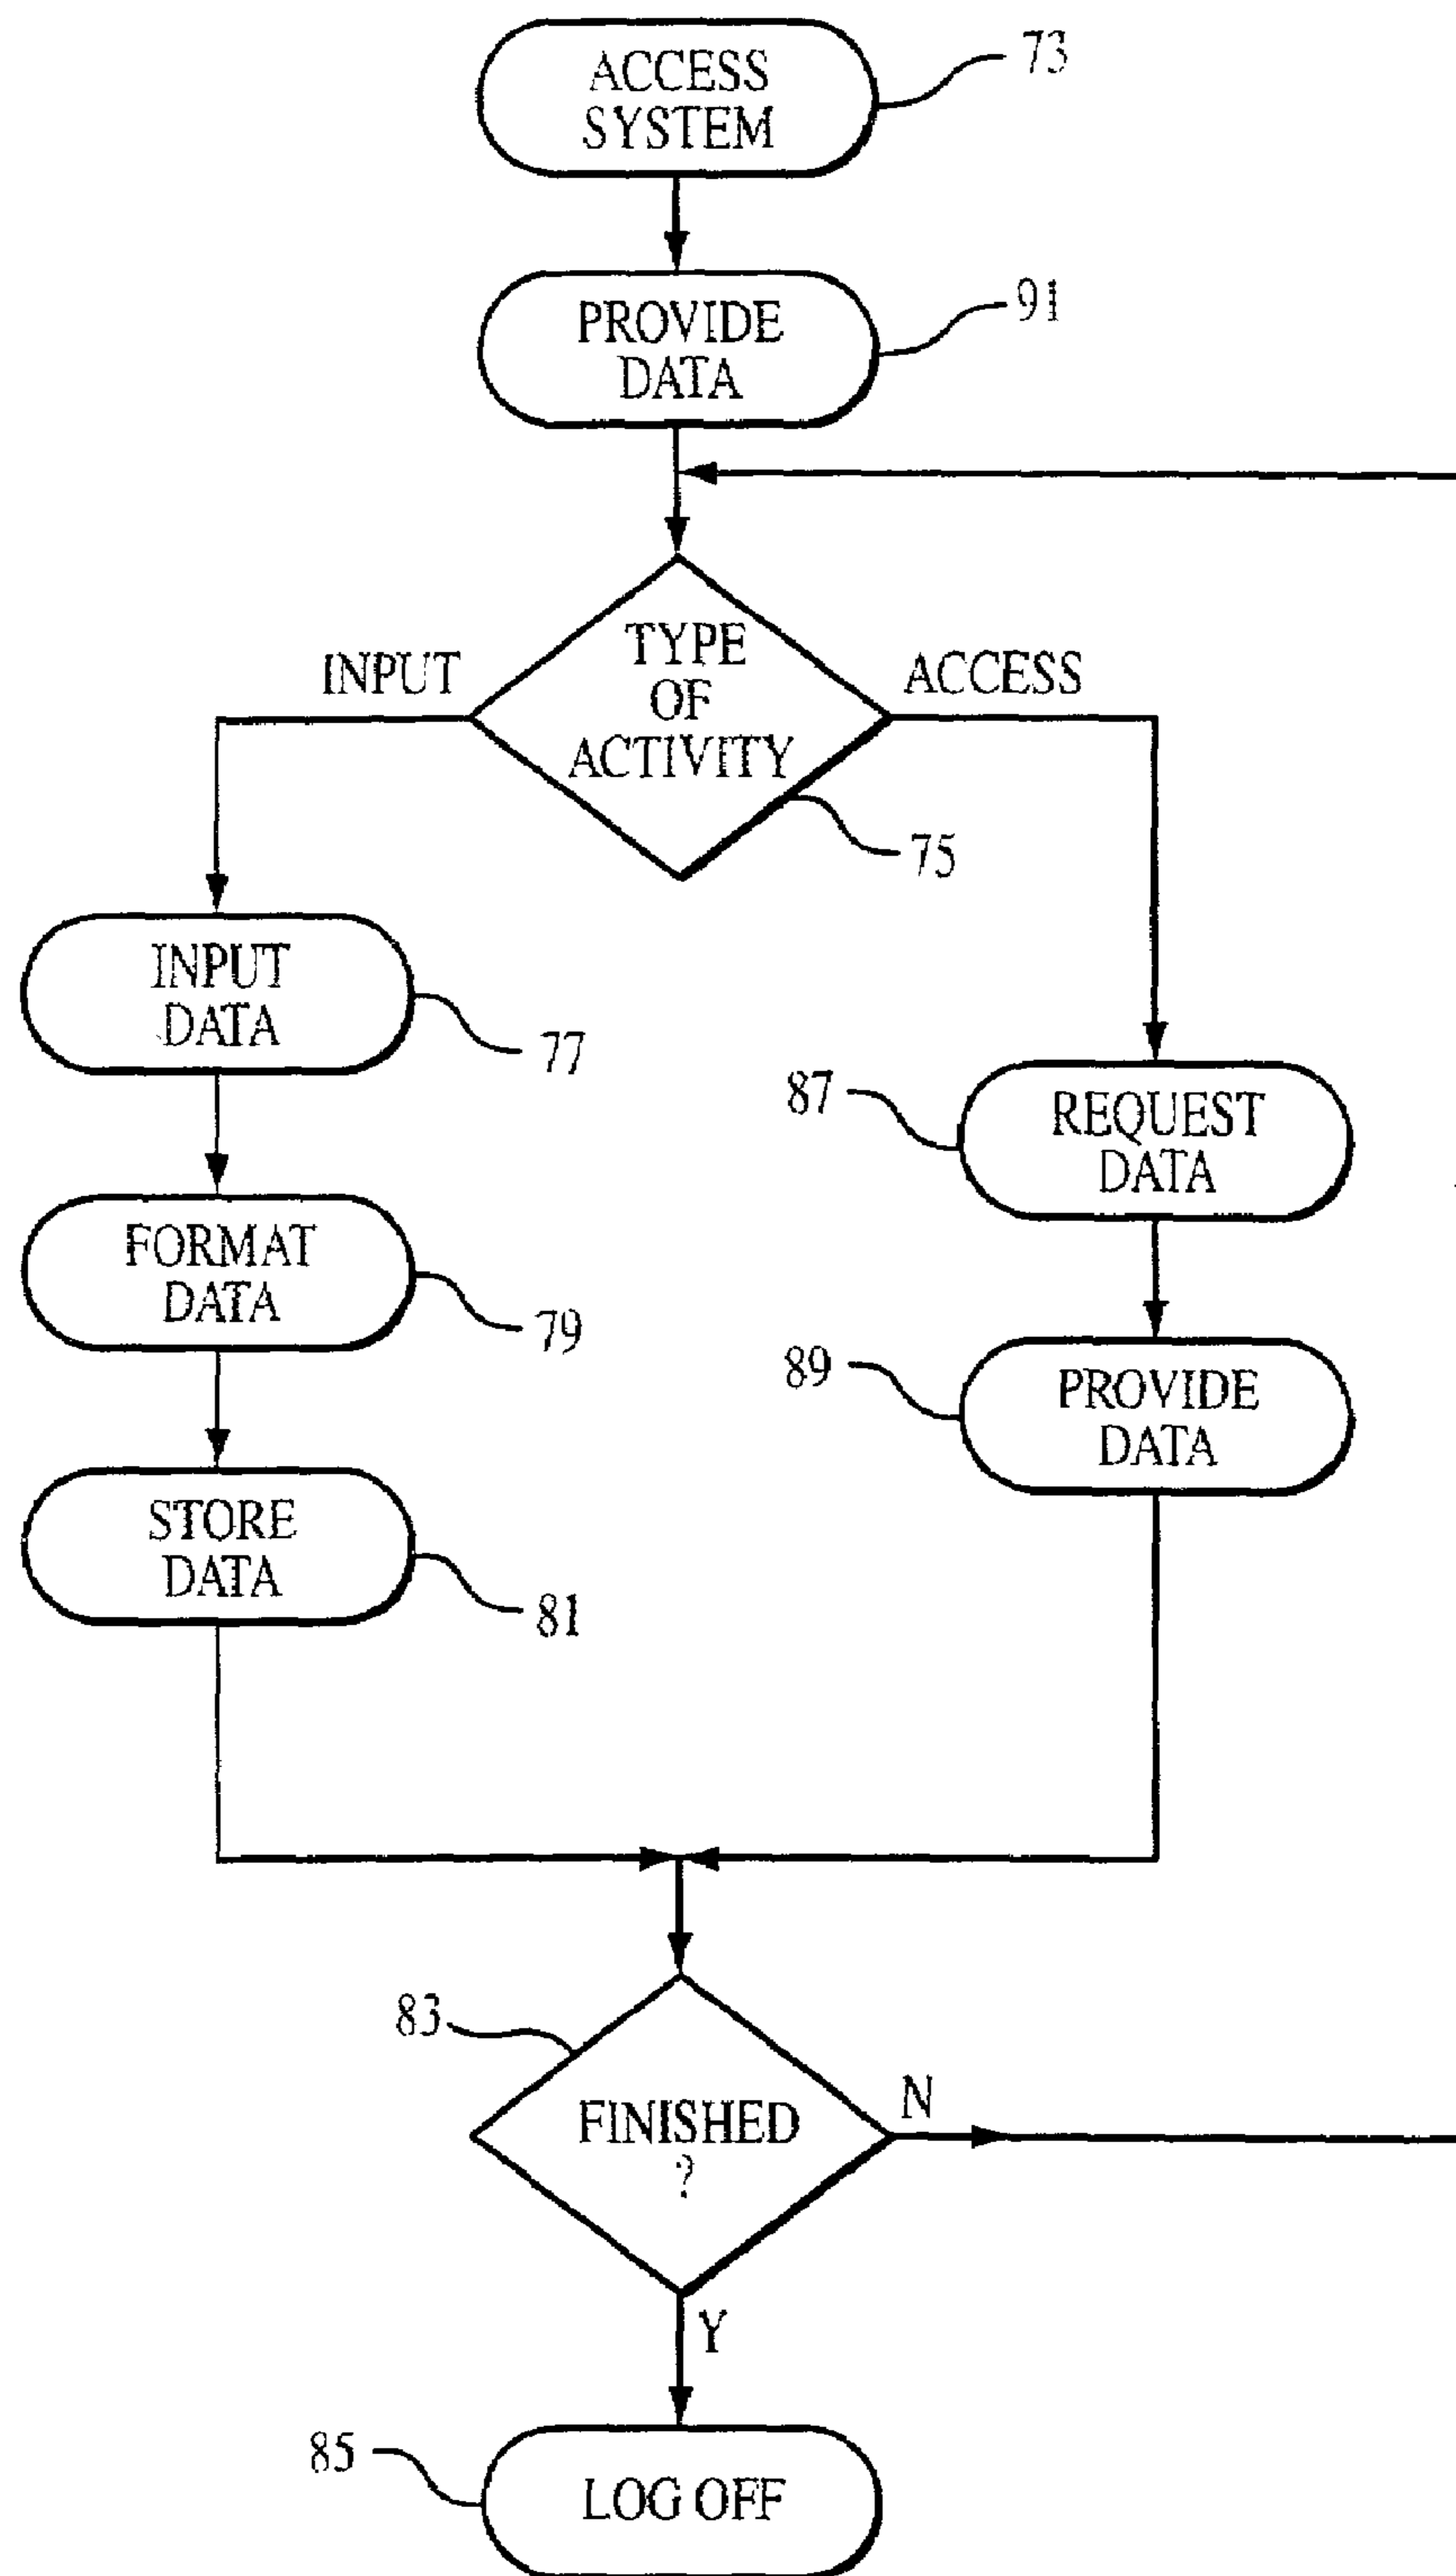 ACCESS
SYSTEM
73
PROVIDE
DATA
91
INPUT
TYPE
OF
ACTIVITY
ACCESS
75
INPUT
DATA
77
87
REQUEST
DATA
FORMAT
DATA
79
89
PROVIDE
DATA
STORE
DATA
81
83
FINISHED
?
N
Y
85
LOG OFF